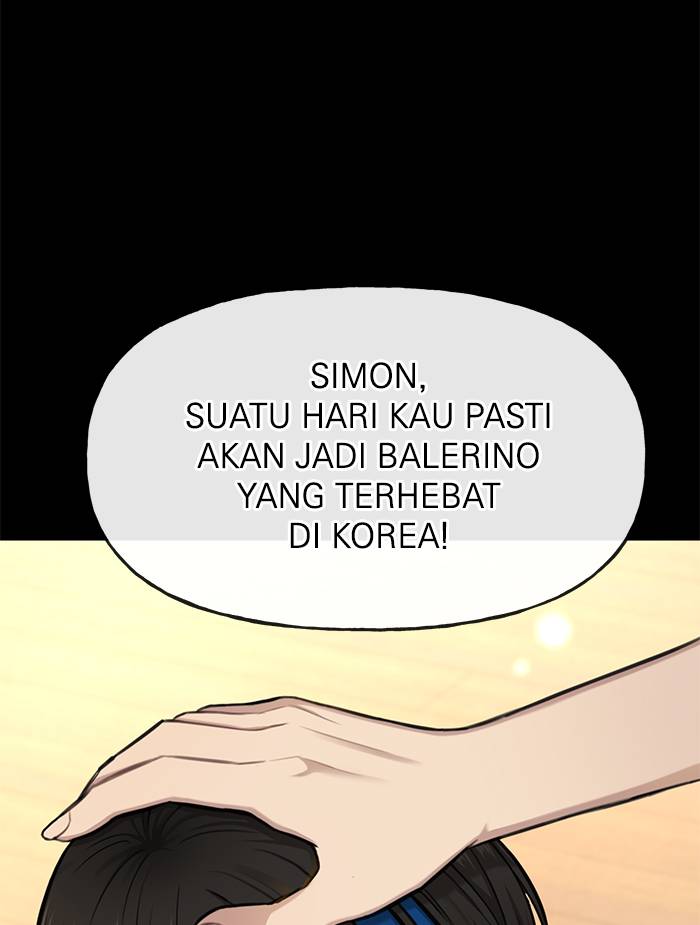 SIMON,
SUATU HARI KAU PASTI
AKAN JADI BALERINO
YANG TERHEBAT
DI KOREA!